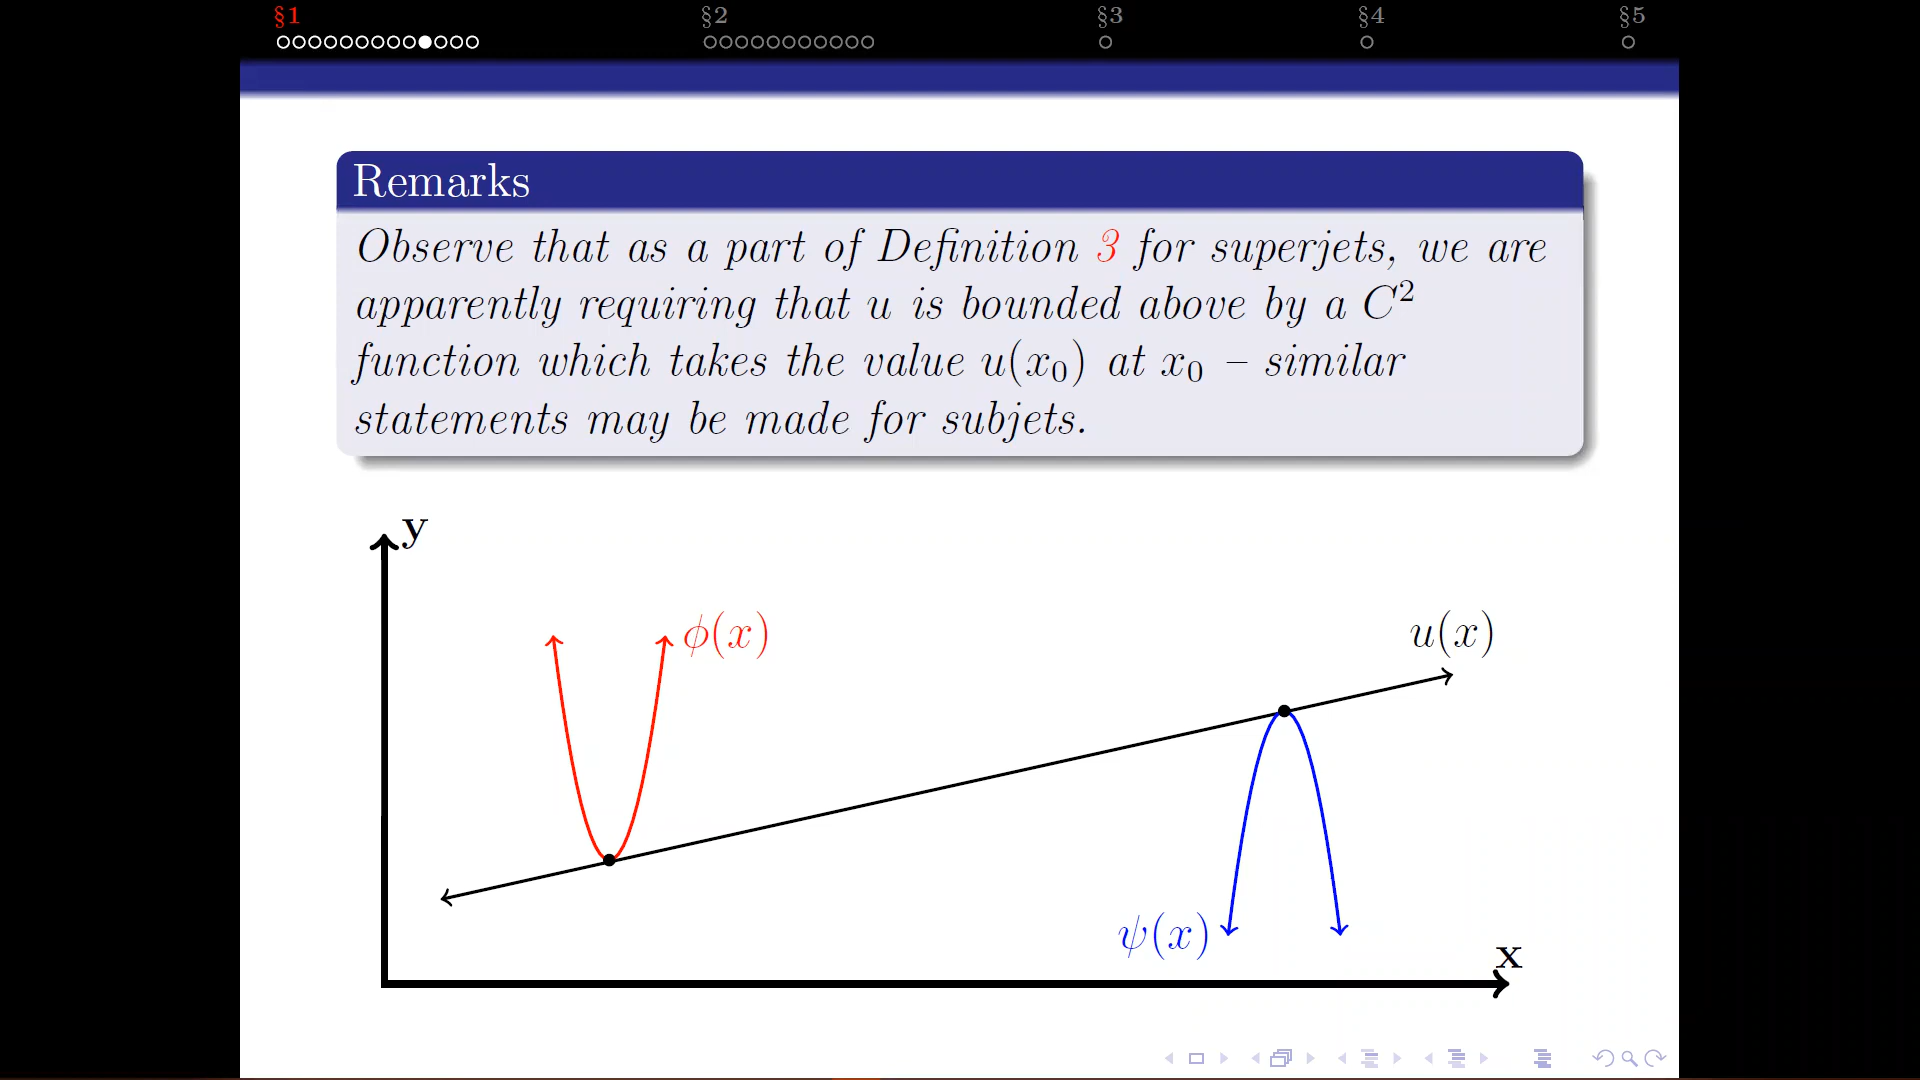 §1 §2 §3 §4 §5
Remarks
Observe that as a part of Definition 3 for superjets, we are
apparently requiring that u is bounded above by a C²
function which takes the value u(x₀) at x₀ – similar
statements may be made for subjets.
y
ϕ(x)
u(x)
ψ(x)
x